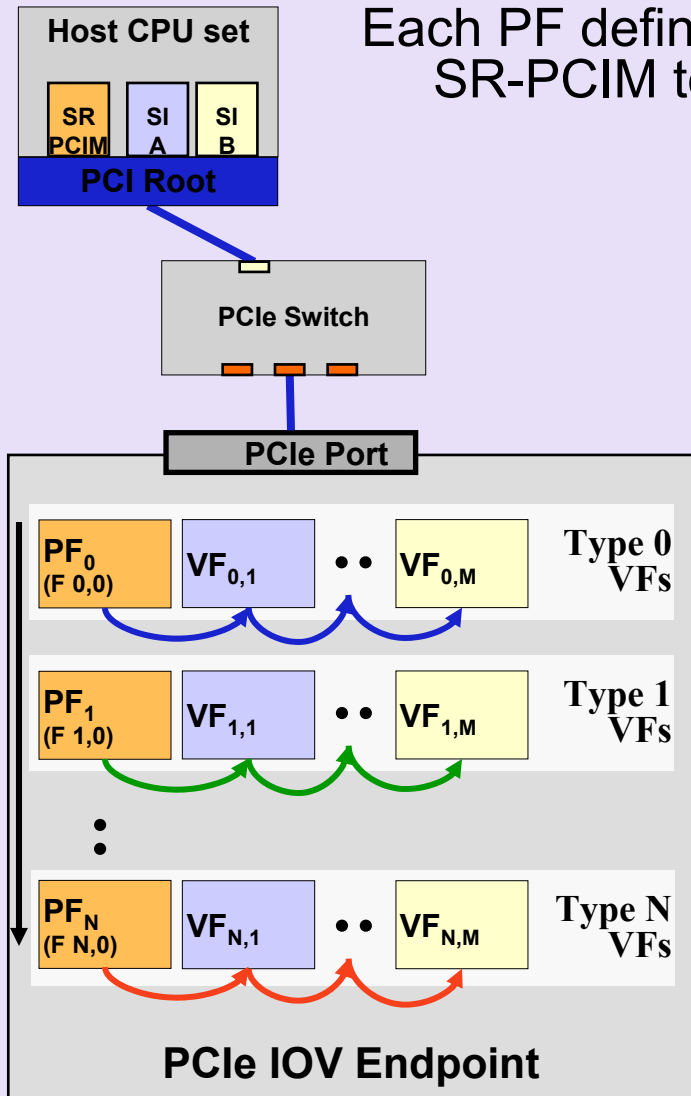 Each PF defin
SR-PCIM t
Host CPU set
SR
PCIM
SI
A
SI
B
PCI Root
PCIe Switch
PCIe Port
PF0
(F 0,0)
VF0,1
••
VF0,M
Type 0
VFs
PF1
(F 1,0)
VF1,1
••
VF1,M
Type 1
VFs
PFN
(F N,0)
VFN,1
••
VFN,M
Type N
VFs
PCIe IOV Endpoint